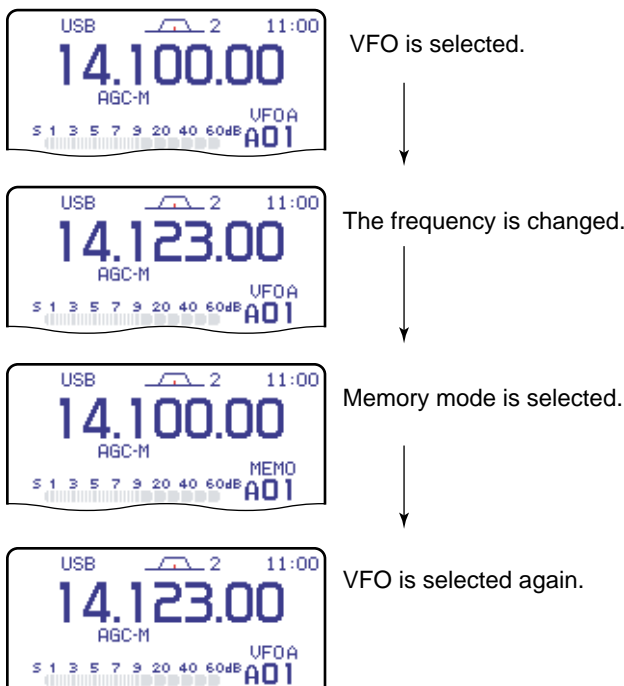 USB 2 11:00
14.100.00
AGC-M
VFOA
S 1 3 5 7 9 20 40 60dB A01
VFO is selected.
USB 2 11:00
14.123.00
AGC-M
VFOA
S 1 3 5 7 9 20 40 60dB A01
The frequency is changed.
USB 2 11:00
14.100.00
AGC-M
MEMO
S 1 3 5 7 9 20 40 60dB A01
Memory mode is selected.
USB 2 11:00
14.123.00
AGC-M
VFOA
S 1 3 5 7 9 20 40 60dB A01
VFO is selected again.